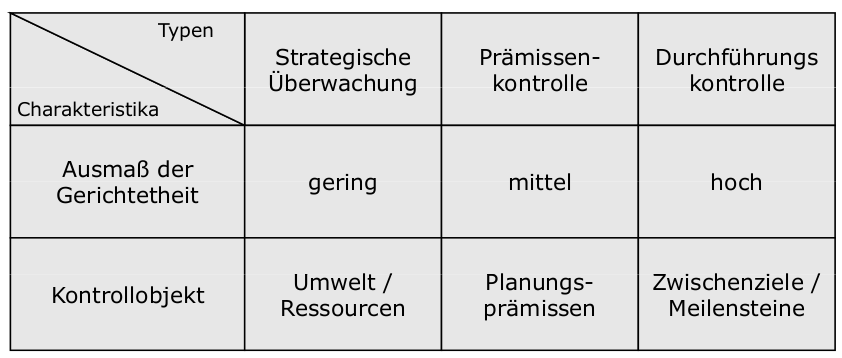 Typen
Charakteristika
Strategische
Überwachung
Prämissen-
kontrolle
Durchführungs
kontrolle
Ausmaß der
Gerichtetheit
gering
mittel
hoch
Kontrollobjekt
Umwelt /
Ressourcen
Planungs-
prämissen
Zwischenziele /
Meilensteine